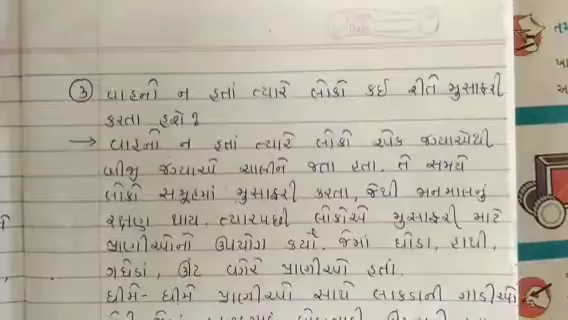 ③ વાહનો ન હતાં ત્યારે લોકો કઈ રીતે મુસાફરી
કરતા હશે ?
→ વાહનો ન હતાં ત્યારે લોકો એક જગ્યાએથી
બીજી જગ્યાએ ચાલીને જતા હતા. તે સમયે
લોકો સમૂહમાં મુસાફરી કરતા, જેથી જાનમાલનું
રક્ષણ થાય. ત્યારપછી લોકોએ મુસાફરી માટે
પ્રાણીઓનો ઉપયોગ કર્યો. જેમાં ઘોડા, હાથી,
ગધેડાં, ઊંટ વગેરે પ્રાણીઓ હતાં.
ધીમે - ધીમે પ્રાણીઓ સાથે લાકડાની ગાડીઓ